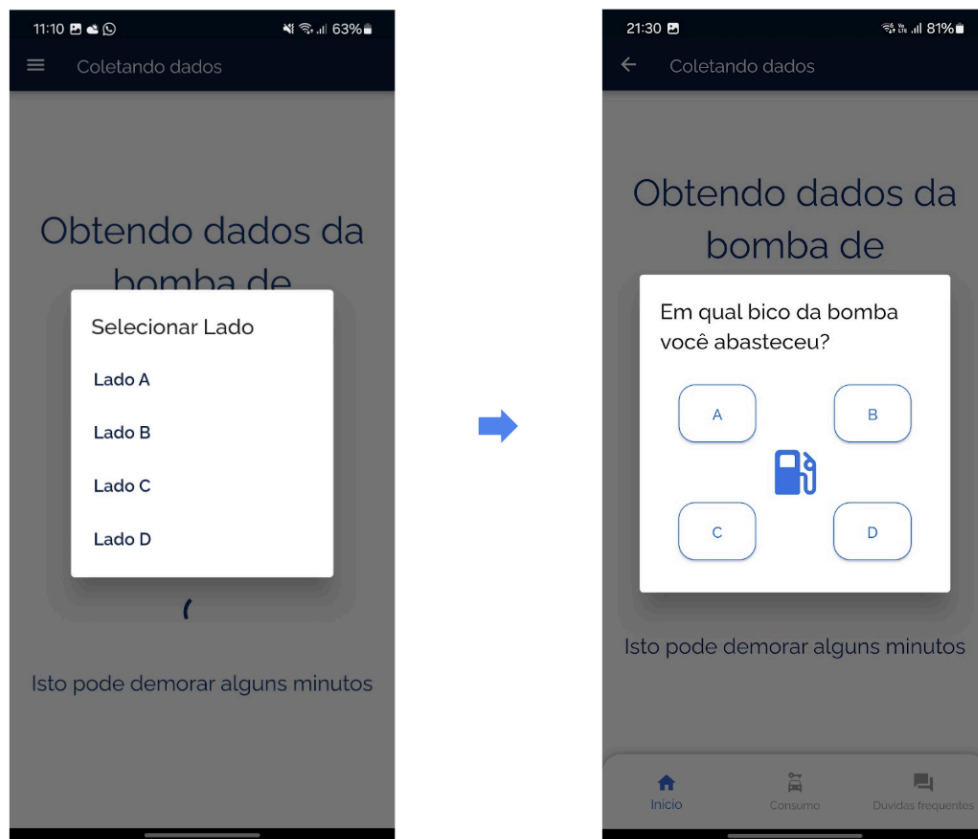 11:10 63%
Coletando dados
Obtendo dados da
bomba de
Selecionar Lado
Lado A
Lado B
Lado C
Lado D
Isto pode demorar alguns minutos
21:30 81%
Coletando dados
Obtendo dados da
bomba de
Em qual bico da bomba
você abasteceu?
A B
C D
Isto pode demorar alguns minutos
Inicio Consumo Duvidas frequentes